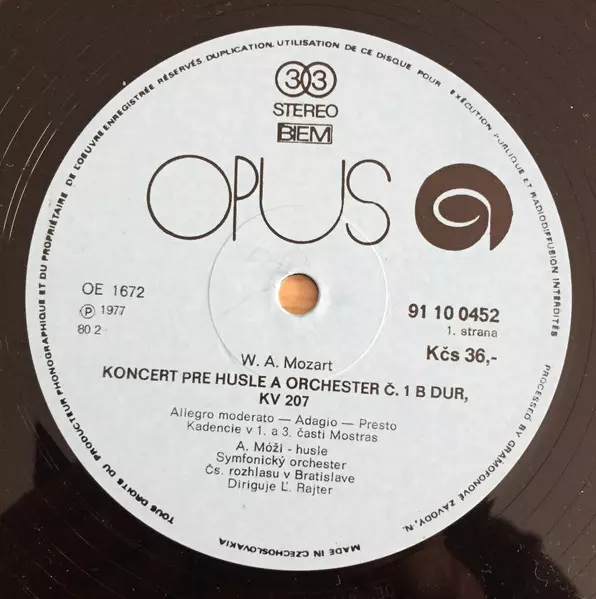 TOUS DROITS DU PRODUCTEUR PHONOGRAPHIQUE ET DU PROPRIÉTAIRE DE L'OEUVRE ENREGISTRÉE RÉSERVÉS. DUPLICATION. UTILISATION DE CE DISQUE POUR EXÉCUTION PUBLIQUE ET RADIODIFFUSION INTERDITES
PROCESSED BY GRAMOFONOVÉ ZÁVODY, N.
MADE IN CZECHOSLOVAKIA
33
STEREO
BIEM
OPUS
OE 1672
Ⓟ 1977
80 2
91 10 0452
1. strana
Kčs 36,-
W. A. Mozart
KONCERT PRE HUSLE A ORCHESTER Č. 1 B DUR,
KV 207
Allegro moderato — Adagio — Presto
Kadencie v 1. a 3. časti Mostras
A. Móži - husle
Symfonický orchester
Čs. rozhlasu v Bratislave
Diriguje Ľ. Rajter